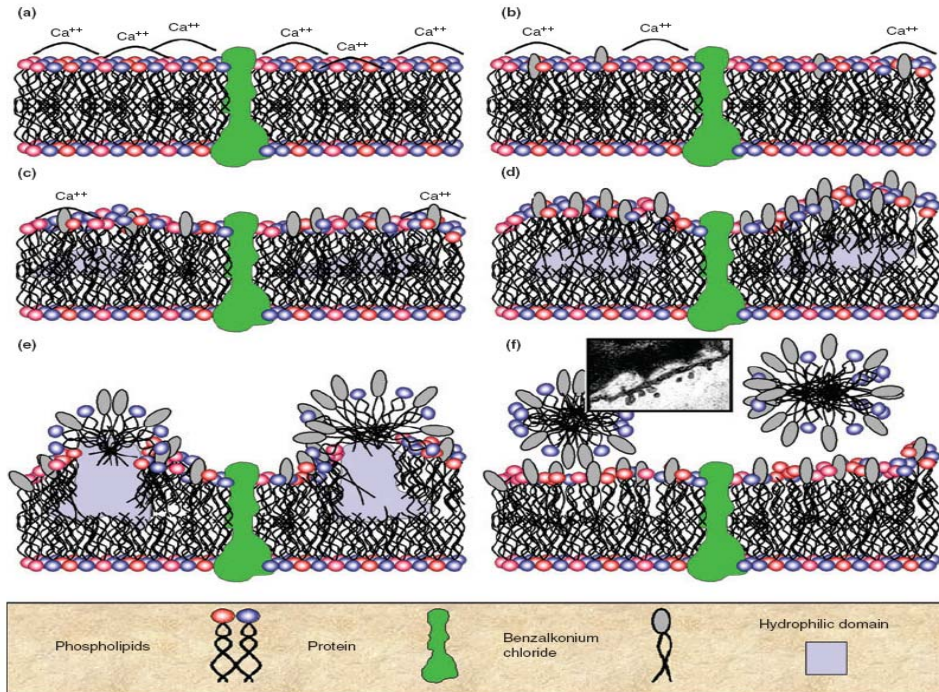 (a)
Ca++ Ca++ Ca++ Ca++ Ca++ Ca++
(b)
Ca++ Ca++ Ca++
(c)
Ca++ Ca++
(d)
(e)
(f)
Phospholipids
Protein
Benzalkonium
chloride
Hydrophilic domain